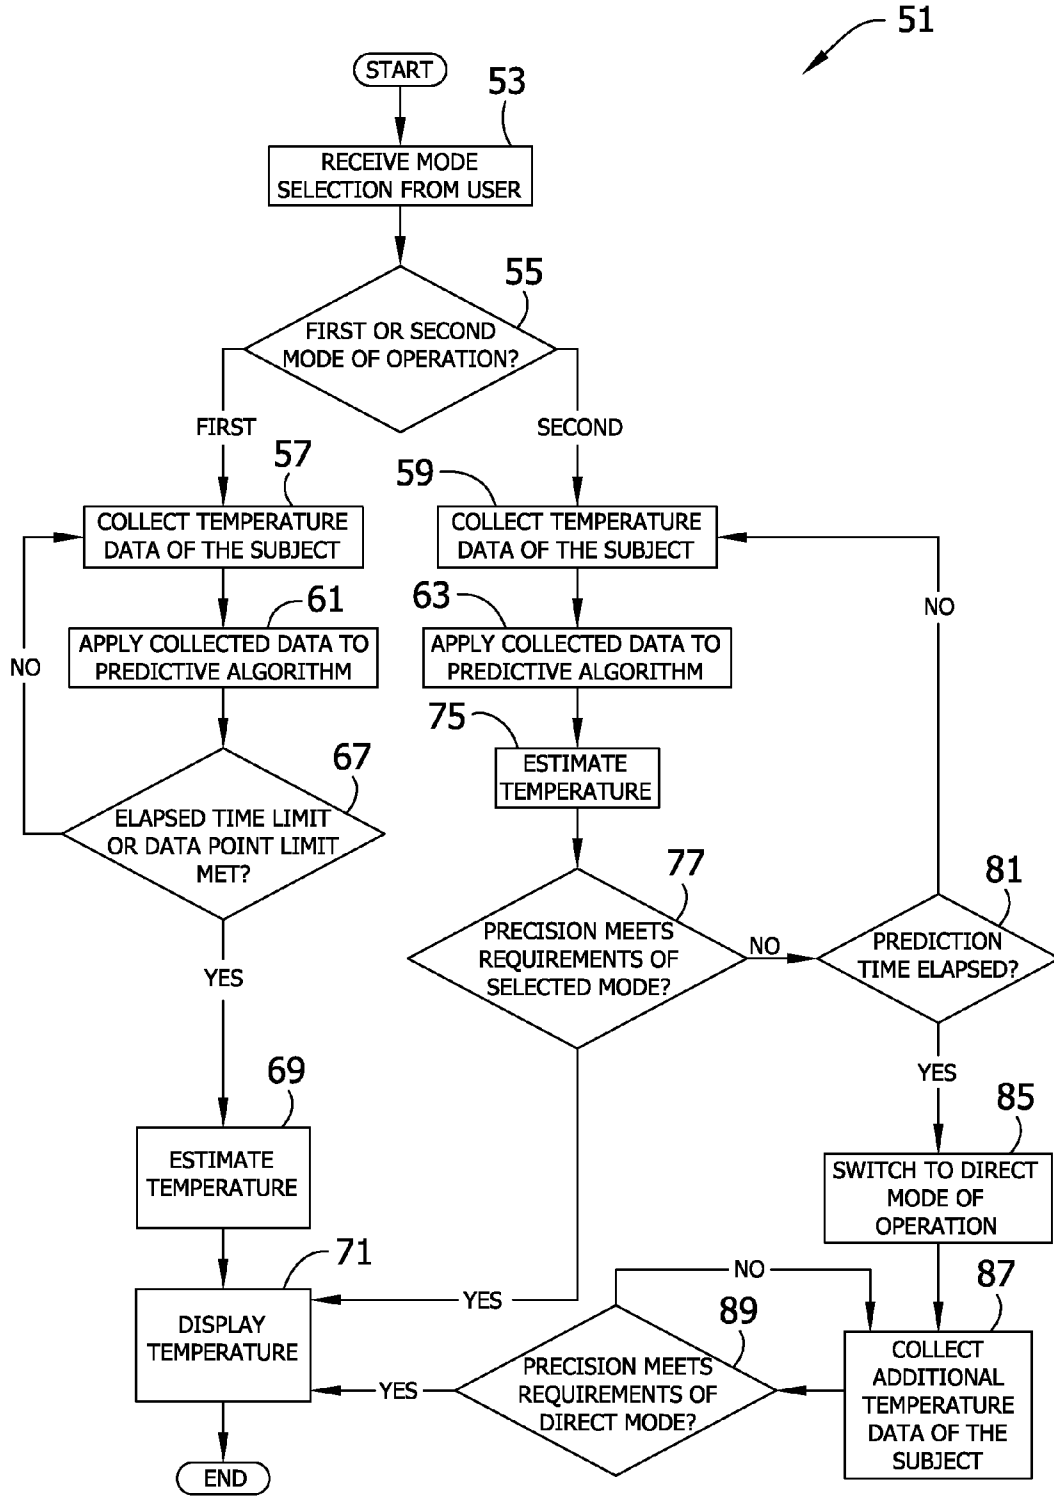 51
START
53
RECEIVE MODE
SELECTION FROM USER
55
FIRST OR SECOND
MODE OF OPERATION?
FIRST
SECOND
57
COLLECT TEMPERATURE
DATA OF THE SUBJECT
59
COLLECT TEMPERATURE
DATA OF THE SUBJECT
61
APPLY COLLECTED DATA TO
PREDICTIVE ALGORITHM
63
APPLY COLLECTED DATA TO
PREDICTIVE ALGORITHM
NO
NO
75
ESTIMATE
TEMPERATURE
67
ELAPSED TIME LIMIT
OR DATA POINT LIMIT
MET?
77
PRECISION MEETS
REQUIREMENTS OF
SELECTED MODE?
NO
81
PREDICTION
TIME ELAPSED?
YES
YES
69
ESTIMATE
TEMPERATURE
85
SWITCH TO DIRECT
MODE OF
OPERATION
71
DISPLAY
TEMPERATURE
YES
NO
87
COLLECT
ADDITIONAL
TEMPERATURE
DATA OF THE
SUBJECT
89
PRECISION MEETS
REQUIREMENTS OF
DIRECT MODE?
YES
END